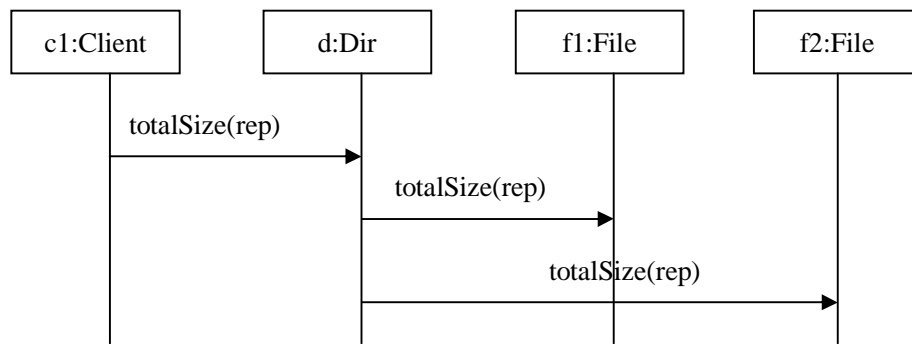 c1:Client
d:Dir
f1:File
f2:File
totalSize(rep)
totalSize(rep)
totalSize(rep)